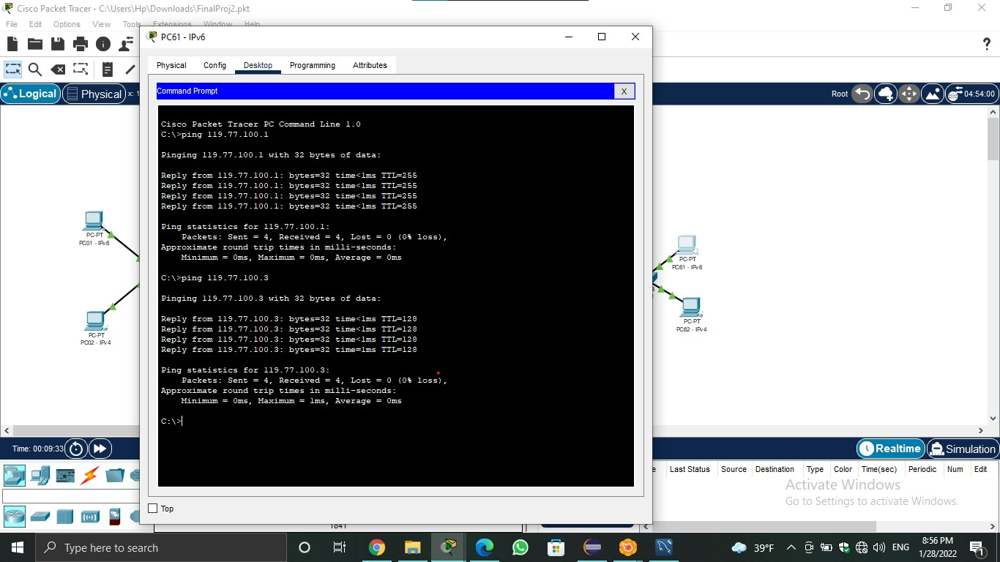 Cisco Packet Tracer - C:\Users\Hp\Downloads\FinalProj2.pkt
File Edit Options View Tools Extensions Window Help
PC61 - IPv6
Physical Config Desktop Programming Attributes
Command Prompt
X
Logical
Physical
x: 1
Root
04:54:00
Cisco Packet Tracer PC Command Line 1.0
C:\>ping 119.77.100.1
Pinging 119.77.100.1 with 32 bytes of data:
Reply from 119.77.100.1: bytes=32 time<1ms TTL=255
Reply from 119.77.100.1: bytes=32 time<1ms TTL=255
Reply from 119.77.100.1: bytes=32 time<1ms TTL=255
Reply from 119.77.100.1: bytes=32 time<1ms TTL=255
Ping statistics for 119.77.100.1:
Packets: Sent = 4, Received = 4, Lost = 0 (0% loss),
Approximate round trip times in milli-seconds:
Minimum = 0ms, Maximum = 0ms, Average = 0ms
C:\>ping 119.77.100.3
Pinging 119.77.100.3 with 32 bytes of data:
Reply from 119.77.100.3: bytes=32 time<1ms TTL=128
Reply from 119.77.100.3: bytes=32 time<1ms TTL=128
Reply from 119.77.100.3: bytes=32 time<1ms TTL=128
Reply from 119.77.100.3: bytes=32 time=1ms TTL=128
Ping statistics for 119.77.100.3:
Packets: Sent = 4, Received = 4, Lost = 0 (0% loss),
Approximate round trip times in milli-seconds:
Minimum = 0ms, Maximum = 1ms, Average = 0ms
C:\>
PC-PT
PC01 - IPv6
PC-PT
PC02 - IPv4
PC-PT
PC61 - IPv6
PC-PT
PC62 - IPv4
Time: 00:09:33
Realtime
Simulation
Last Status Source Destination Type Color Time(sec) Periodic Num Edit
Activate Windows
Go to Settings to activate Windows.
Top
1841
Type here to search
39°F
ENG
8:56 PM
1/28/2022
1